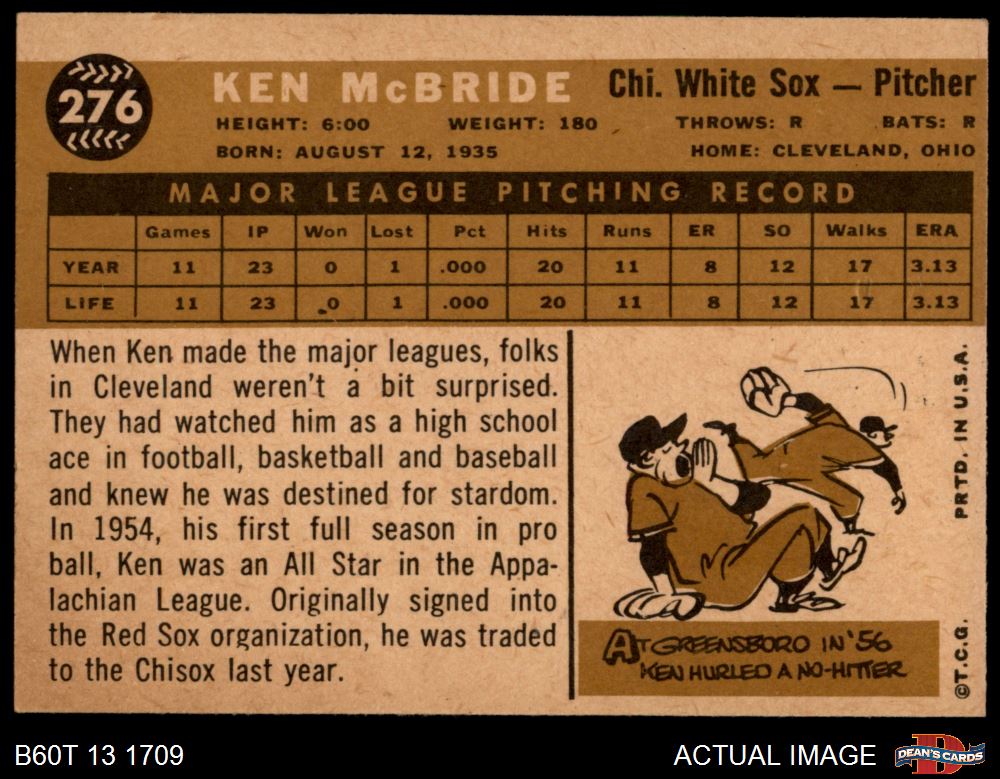 276
KEN McBRIDE
Chi. White Sox — Pitcher
HEIGHT: 6:00 WEIGHT: 180 THROWS: R BATS: R
BORN: AUGUST 12, 1935 HOME: CLEVELAND, OHIO
MAJOR LEAGUE PITCHING RECORD
Games IP Won Lost Pct Hits Runs ER SO Walks ERA
YEAR 11 23 0 1 .000 20 11 8 12 17 3.13
LIFE 11 23 0 1 .000 20 11 8 12 17 3.13
When Ken made the major leagues, folks
in Cleveland weren't a bit surprised.
They had watched him as a high school
ace in football, basketball and baseball
and knew he was destined for stardom.
In 1954, his first full season in pro
ball, Ken was an All Star in the Appa-
lachian League. Originally signed into
the Red Sox organization, he was traded
to the Chisox last year.
AT GREENSBORO IN '56
KEN HURLED A NO-HITTER
©T.C.G. PRTD. IN U.S.A.
B60T 13 1709
ACTUAL IMAGE
D
DEAN'S CARDS